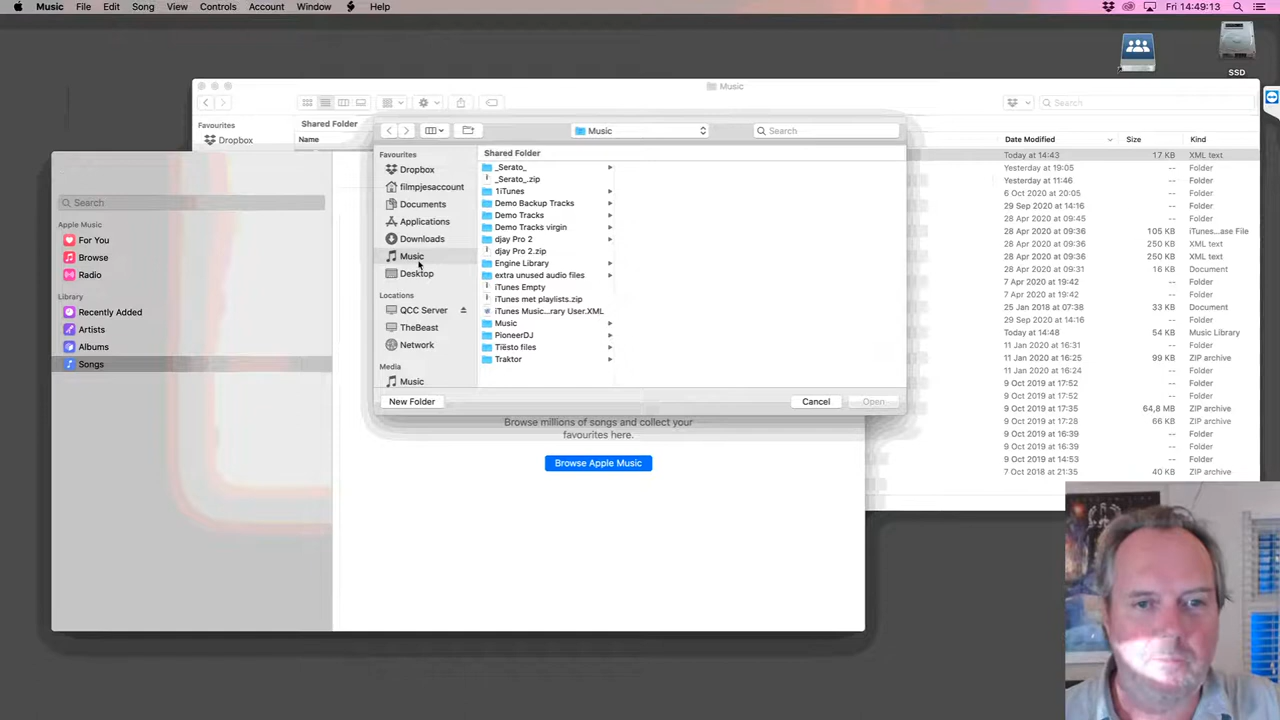 Music File Edit Song View Controls Account Window Help Fri 14:49:13
SSD
Music
Search
Favourites
Dropbox
Shared Folder
Name
Date Modified Size Kind
Today at 14:43 17 KB XML text
Yesterday at 19:05 -- Folder
Yesterday at 11:46 -- Folder
6 Oct 2020 at 20:05 -- Folder
29 Sep 2020 at 14:16 -- Folder
28 Apr 2020 at 09:45 -- Folder
28 Apr 2020 at 09:36 105 KB iTunes...ase File
28 Apr 2020 at 09:36 250 KB XML text
28 Apr 2020 at 09:36 250 KB XML text
28 Apr 2020 at 09:31 16 KB Document
7 Apr 2020 at 19:42 -- Folder
7 Apr 2020 at 19:42 -- Folder
25 Jan 2018 at 07:38 33 KB Document
29 Sep 2020 at 14:17 -- Folder
Today at 14:48 54 KB Music Library
11 Jan 2020 at 16:31 -- Folder
11 Jan 2020 at 16:25 99 KB ZIP archive
11 Jan 2020 at 16:24 -- Folder
9 Oct 2019 at 17:52 -- Folder
9 Oct 2019 at 17:52 -- Folder
9 Oct 2019 at 17:35 64,8 MB ZIP archive
9 Oct 2019 at 17:28 66 KB ZIP archive
9 Oct 2019 at 16:39 -- Folder
9 Oct 2019 at 16:39 -- Folder
9 Oct 2019 at 14:53 -- Folder
7 Oct 2018 at 21:35 40 KB ZIP archive
Search
Apple Music
For You
Browse
Radio
Library
Recently Added
Artists
Albums
Songs
Music
Search
Favourites
Dropbox
filmpjesaccount
Documents
Applications
Downloads
Music
Desktop
Locations
QCC Server
TheBeast
Network
Media
Music
Shared Folder
_Serato_
_Serato_.zip
1iTunes
Demo Backup Tracks
Demo Tracks
Demo Tracks virgin
djay Pro 2
djay Pro 2.zip
Engine Library
extra unused audio files
iTunes Empty
iTunes met playlists.zip
iTunes Music...rary User.XML
Music
PioneerDJ
Tiësto files
Traktor
New Folder Cancel Open
Browse millions of songs and collect your
favourites here.
Browse Apple Music